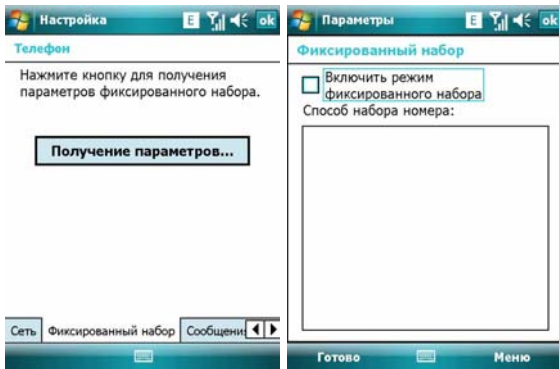 Настройка
E
ok
Телефон
Нажмите кнопку для получения
параметров фиксированного набора.
Получение параметров...
Сеть
Фиксированный набор
Сообщени
Параметры
E
ok
Фиксированный набор
Включить режим
фиксированного набора
Способ набора номера:
Готово
Меню